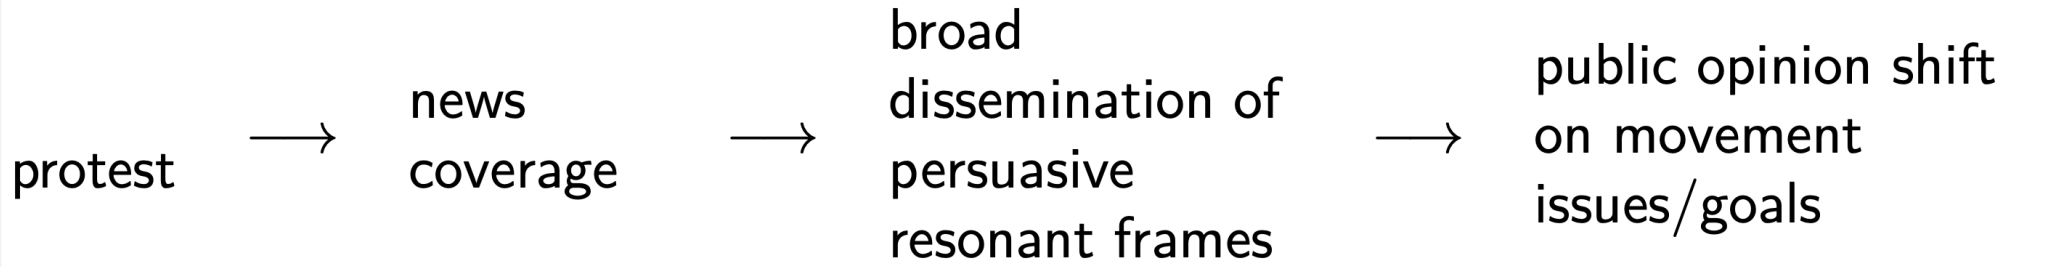 protest
⟶
news
coverage
⟶
broad
dissemination of
persuasive
resonant frames
⟶
public opinion shift
on movement
issues/goals